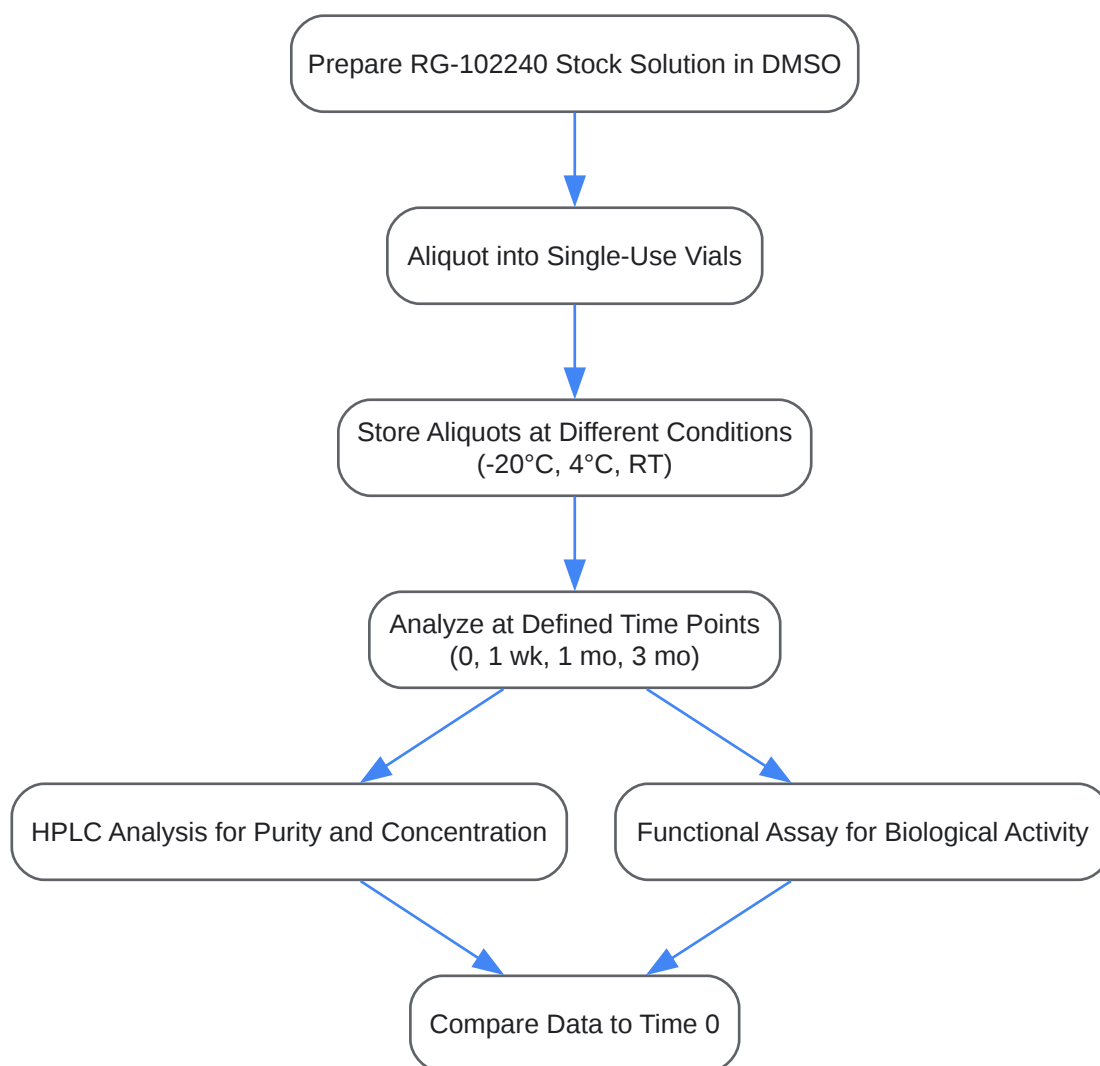 Prepare RG-102240 Stock Solution in DMSO
Aliquot into Single-Use Vials
Store Aliquots at Different Conditions
(-20°C, 4°C, RT)
Analyze at Defined Time Points
(0, 1 wk, 1 mo, 3 mo)
HPLC Analysis for Purity and Concentration
Functional Assay for Biological Activity
Compare Data to Time 0